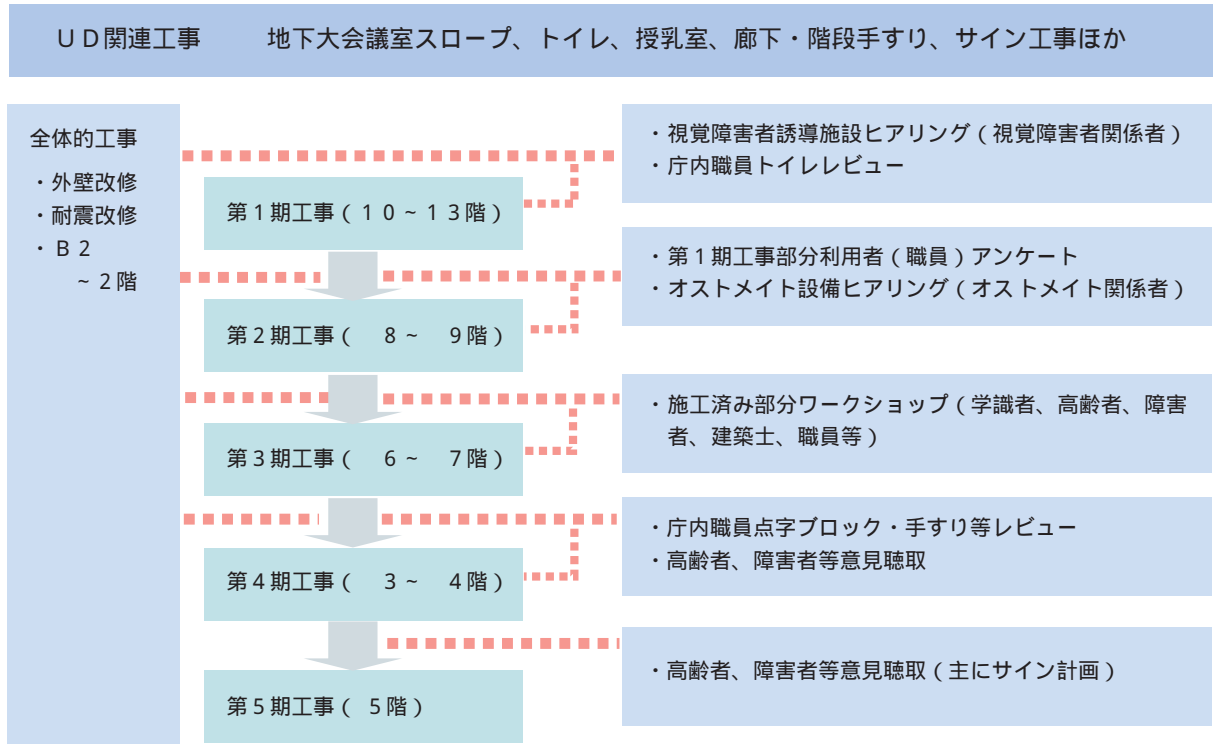 ＵＤ関連工事　　地下大会議室スロープ、トイレ、授乳室、廊下・階段手すり、サイン工事ほか
全体的工事
・外壁改修
・耐震改修
・Ｂ２
～２階
第１期工事（１０～１３階）
第２期工事（　８～　９階）
第３期工事（　６～　７階）
第４期工事（　３～　４階）
第５期工事（　５階）
・視覚障害者誘導施設ヒアリング（視覚障害者関係者）
・庁内職員トイレレビュー
・第１期工事部分利用者（職員）アンケート
・オストメイト設備ヒアリング（オストメイト関係者）
・施工済み部分ワークショップ（学識者、高齢者、障害
者、建築士、職員等）
・庁内職員点字ブロック・手すり等レビュー
・高齢者、障害者等意見聴取
・高齢者、障害者等意見聴取（主にサイン計画）